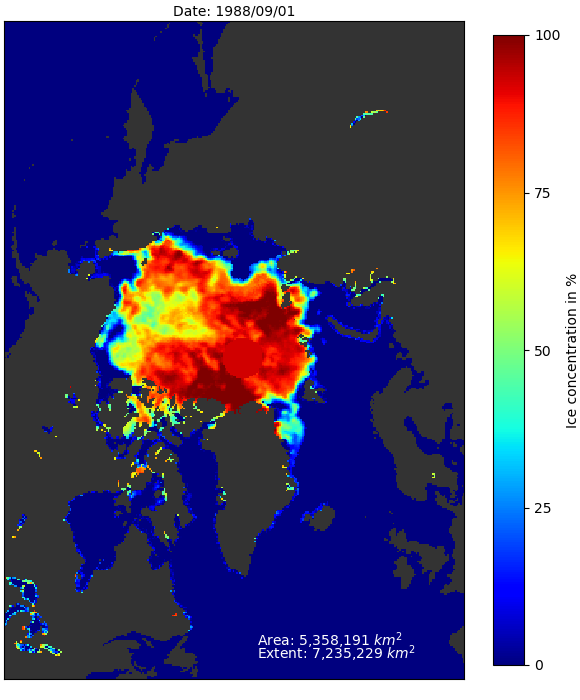 Date: 1988/09/01
100
75
50
25
0
Ice concentration in %
Area: 5,358,191 km²
Extent: 7,235,229 km²